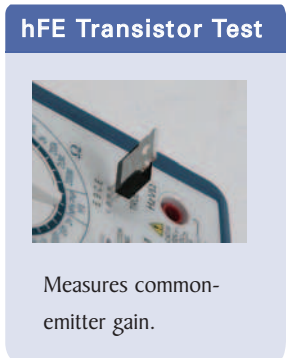 hFE Transistor Test
Ω
Measures common-
emitter gain.